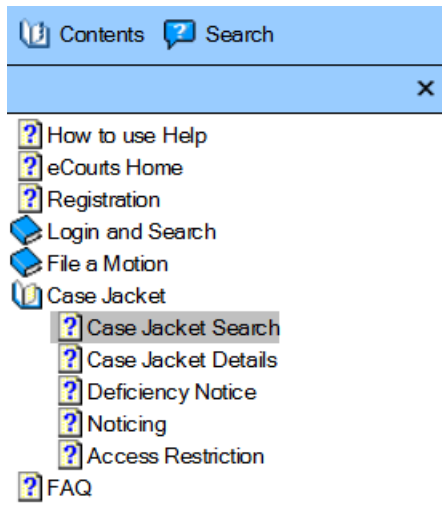 Contents Search
How to use Help
eCourts Home
Registration
Login and Search
File a Motion
Case Jacket
Case Jacket Search
Case Jacket Details
Deficiency Notice
Noticing
Access Restriction
FAQ